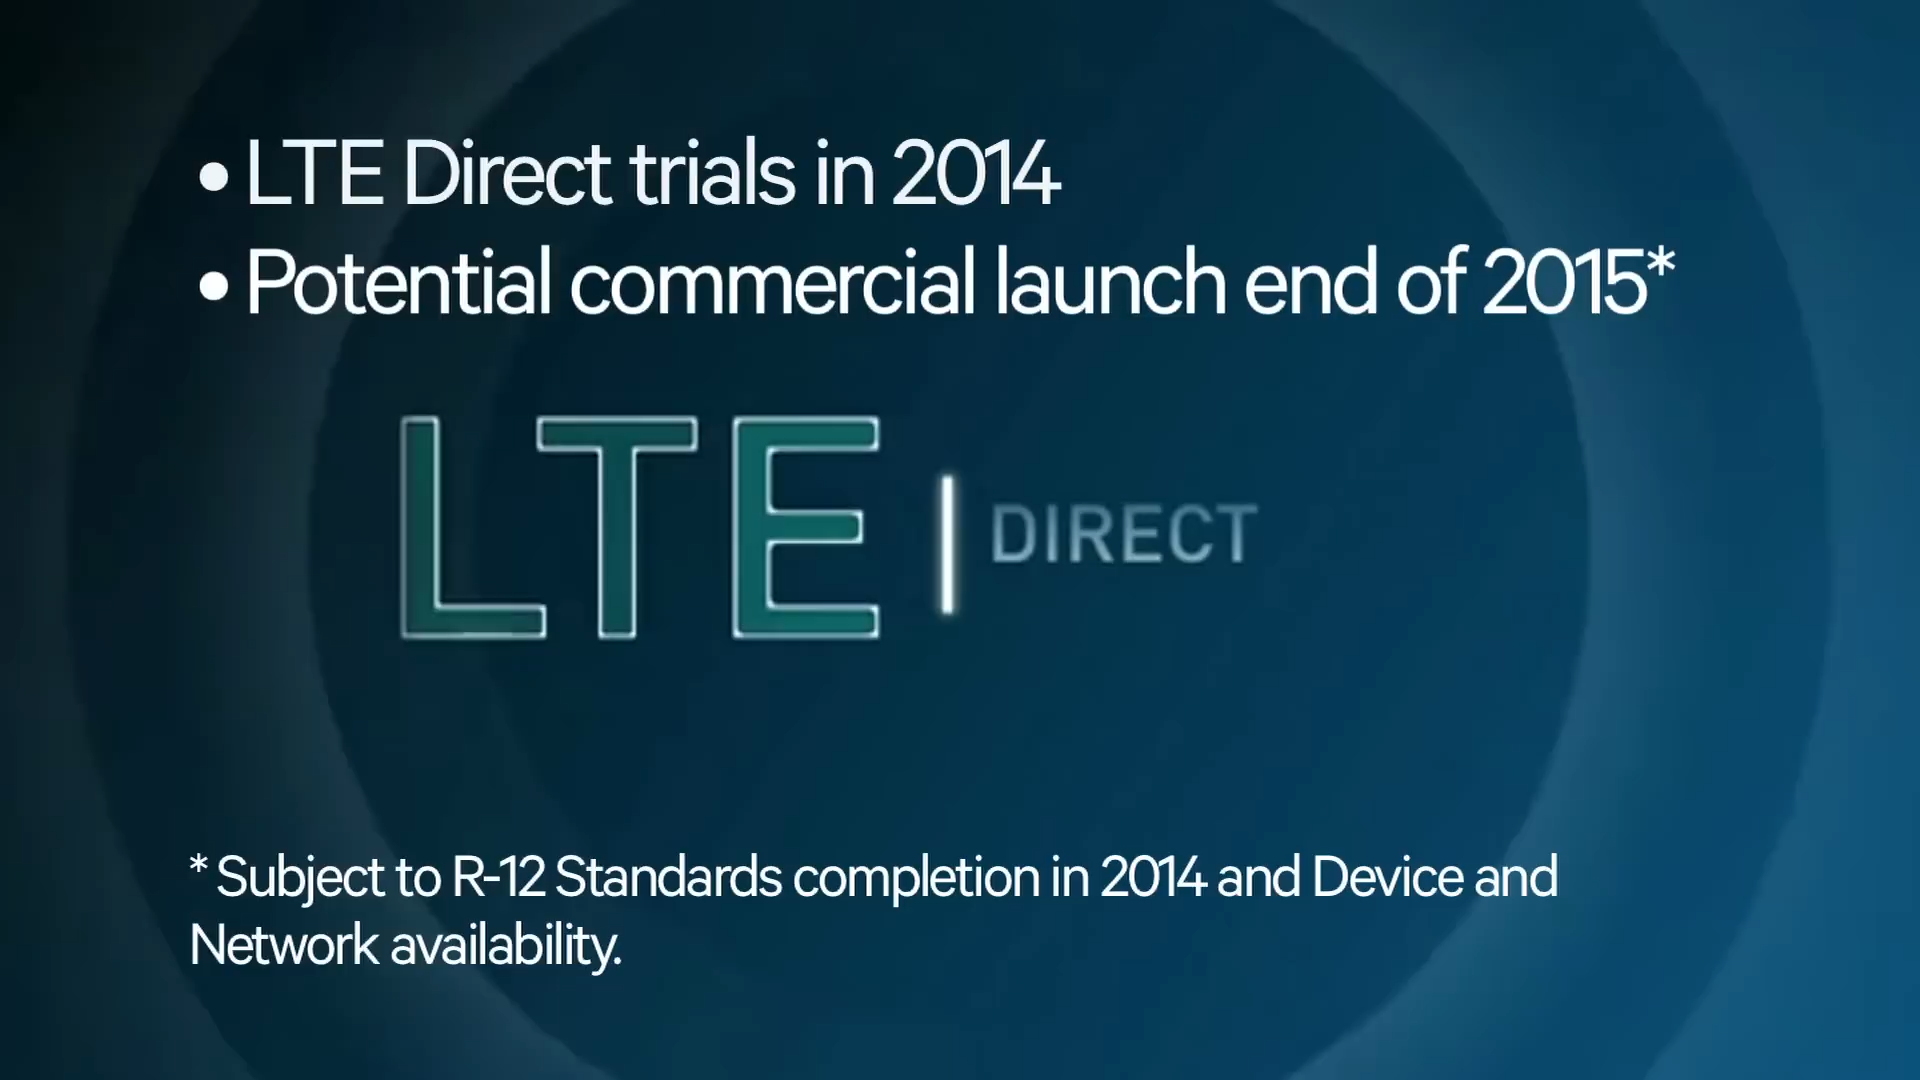 • LTE Direct trials in 2014
• Potential commercial launch end of 2015*
LTE | DIRECT
* Subject to R-12 Standards completion in 2014 and Device and
Network availability.